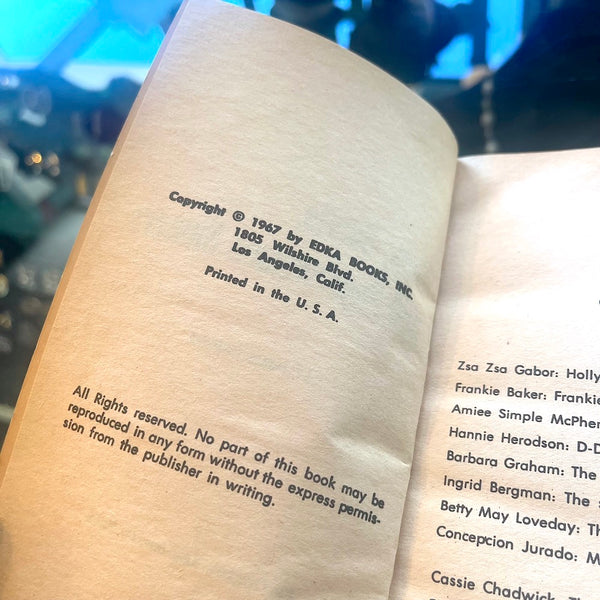 Copyright © 1967 by EDKA BOOKS, INC.
1805 Wilshire Blvd.
Los Angeles, Calif.
Printed in the U. S. A.
All Rights reserved. No part of this book may be
reproduced in any form without the express permis-
sion from the publisher in writing.
Zsa Zsa Gabor: Holly
Frankie Baker: Frankie
Amiee Simple McPher
Hannie Herodson: D-D
Barbara Graham: The
Ingrid Bergman: The
Betty May Loveday: Th
Concepcion Jurado: M
Cassie Chadwick: